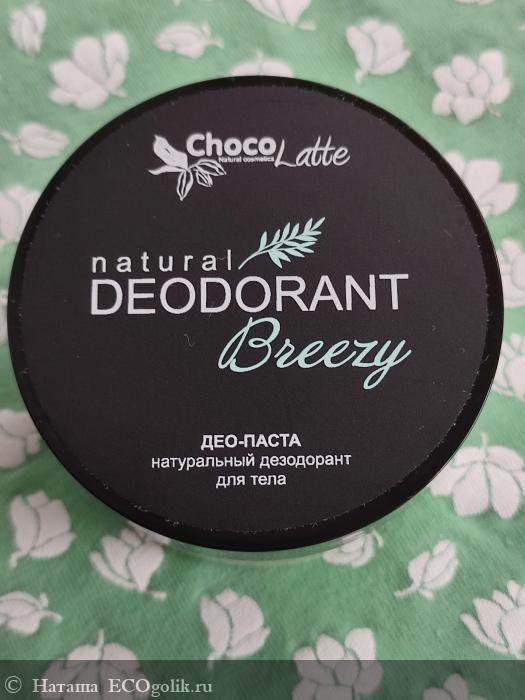 Choco Latte
Natural cosmetics
natural
DEODORANT
Breezy
ДЕО-ПАСТА
натуральный дезодорант
для тела
© Наташа ECOgolik.ru